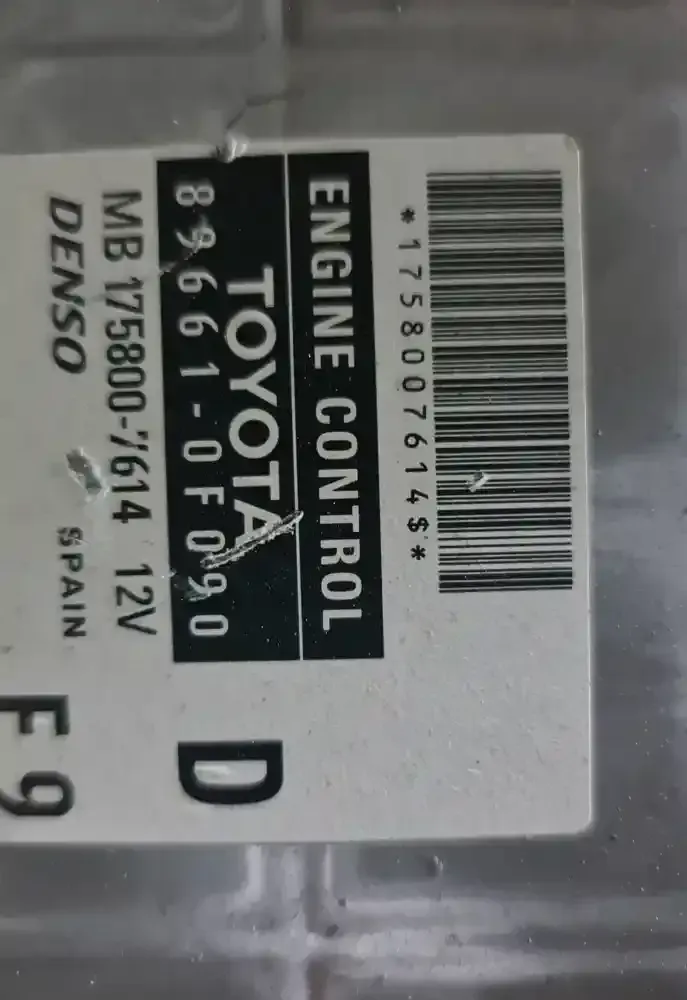 *1758007614$*
ENGINE CONTROL
TOYOTA
89661-0F090
D
MB 175800-7614 12V
DENSO
SPAIN
F9